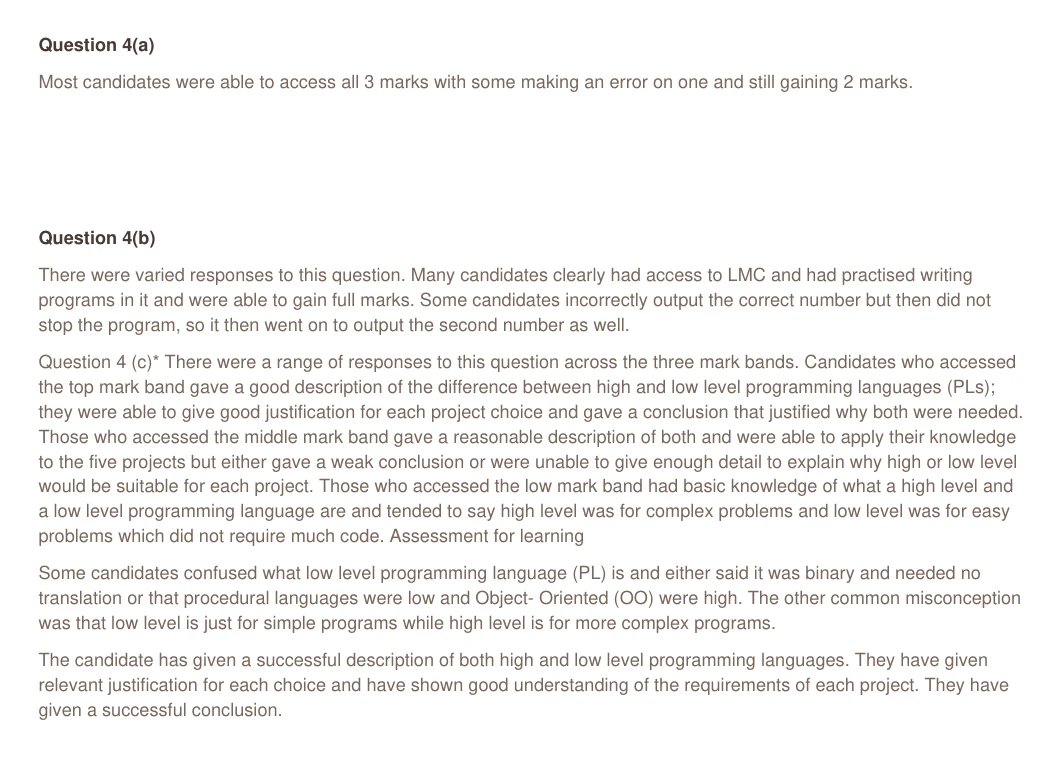 Question 4(a)
Most candidates were able to access all 3 marks with some making an error on one and still gaining 2 marks.
Question 4(b)
There were varied responses to this question. Many candidates clearly had access to LMC and had practised writing
programs in it and were able to gain full marks. Some candidates incorrectly output the correct number but then did not
stop the program, so it then went on to output the second number as well.
Question 4 (c)* There were a range of responses to this question across the three mark bands. Candidates who accessed
the top mark band gave a good description of the difference between high and low level programming languages (PLs);
they were able to give good justification for each project choice and gave a conclusion that justified why both were needed.
Those who accessed the middle mark band gave a reasonable description of both and were able to apply their knowledge
to the five projects but either gave a weak conclusion or were unable to give enough detail to explain why high or low level
would be suitable for each project. Those who accessed the low mark band had basic knowledge of what a high level and
a low level programming language are and tended to say high level was for complex problems and low level was for easy
problems which did not require much code. Assessment for learning
Some candidates confused what low level programming language (PL) is and either said it was binary and needed no
translation or that procedural languages were low and Object- Oriented (OO) were high. The other common misconception
was that low level is just for simple programs while high level is for more complex programs.
The candidate has given a successful description of both high and low level programming languages. They have given
relevant justification for each choice and have shown good understanding of the requirements of each project. They have
given a successful conclusion.